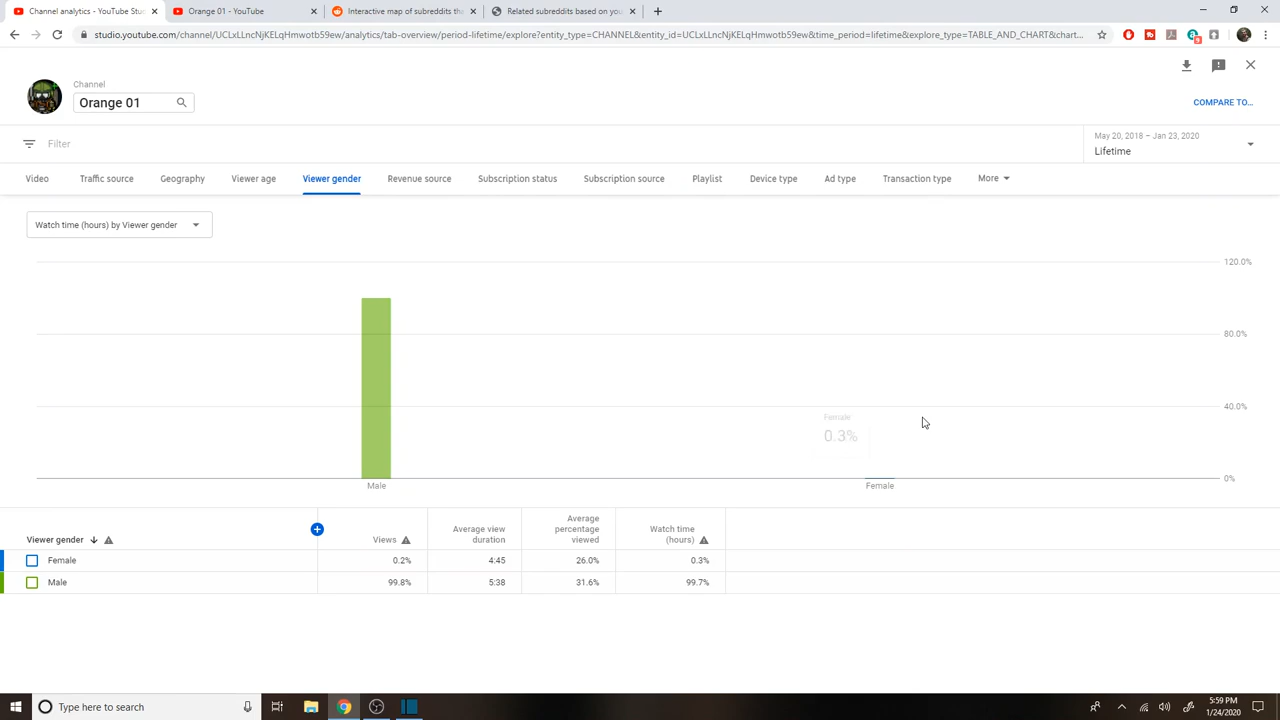 Channel analytics - YouTube Stu
Orange 01 - YouTube
Interactive map of subreddits tha
Related subreddits based on you
studio.youtube.com/channel/UCLxLLncNjKELqHmwotb59ew/analytics/tab-overview/period-lifetime/explore?entity_type=CHANNEL&entity_id=UCLxLLncNjKELqHmwotb59ew&time_period=lifetime&explore_type=TABLE_AND_CHART&chart...
Channel
Orange 01
COMPARE TO...
Filter
May 20, 2018 – Jan 23, 2020
Lifetime
Video
Traffic source
Geography
Viewer age
Viewer gender
Revenue source
Subscription status
Subscription source
Playlist
Device type
Ad type
Transaction type
More
Watch time (hours) by Viewer gender
120.0%
80.0%
40.0%
0%
Female
0.3%
Male
Female
Viewer gender
Views
Average view
duration
Average
percentage
viewed
Watch time
(hours)
Female 0.2% 4:45 26.0% 0.3%
Male 99.8% 5:38 31.6% 99.7%
Type here to search
5:59 PM
1/24/2020